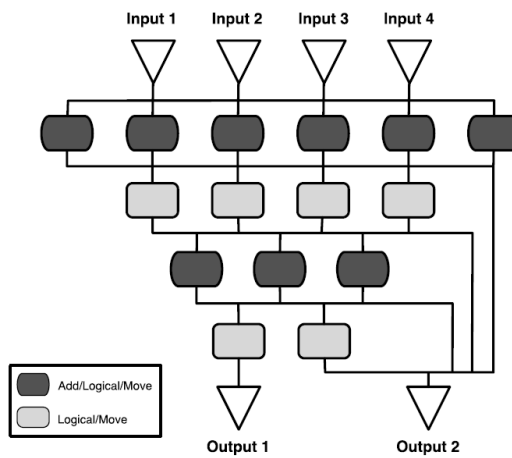 Input 1
Input 2
Input 3
Input 4
Add/Logical/Move
Logical/Move
Output 1
Output 2